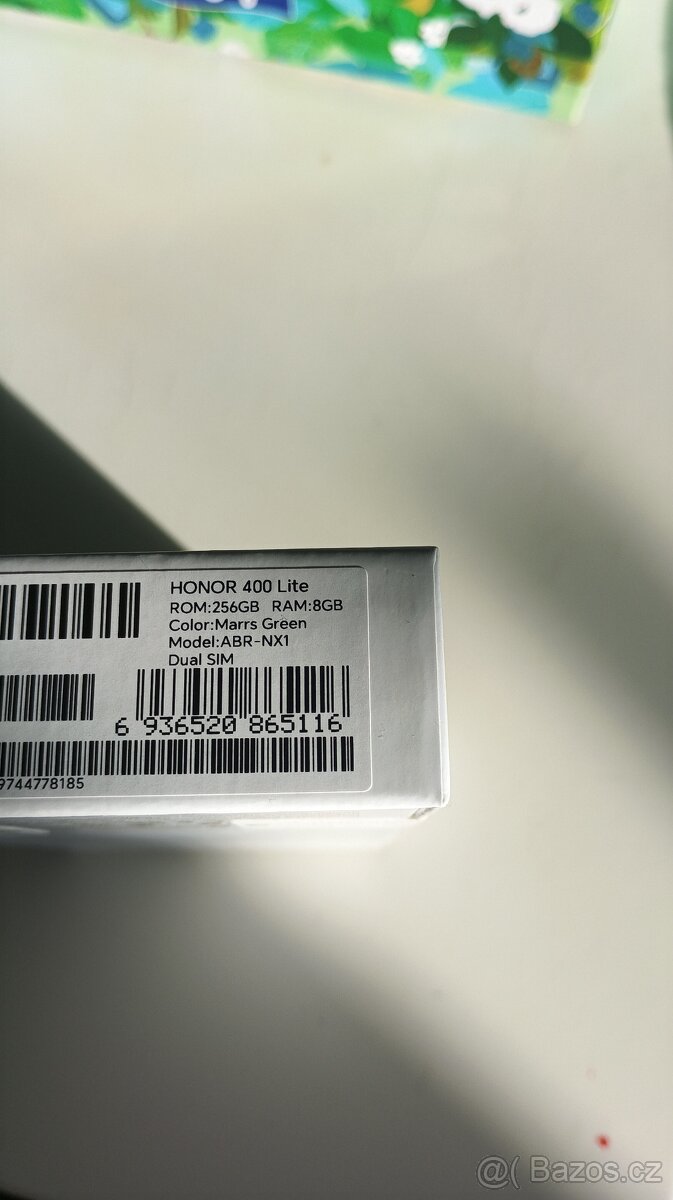 HONOR 400 Lite
ROM:256GB RAM:8GB
Color:Marrs Green
Model:ABR-NX1
Dual SIM
6 936520 865116
9744778185
@( Bazos.cz